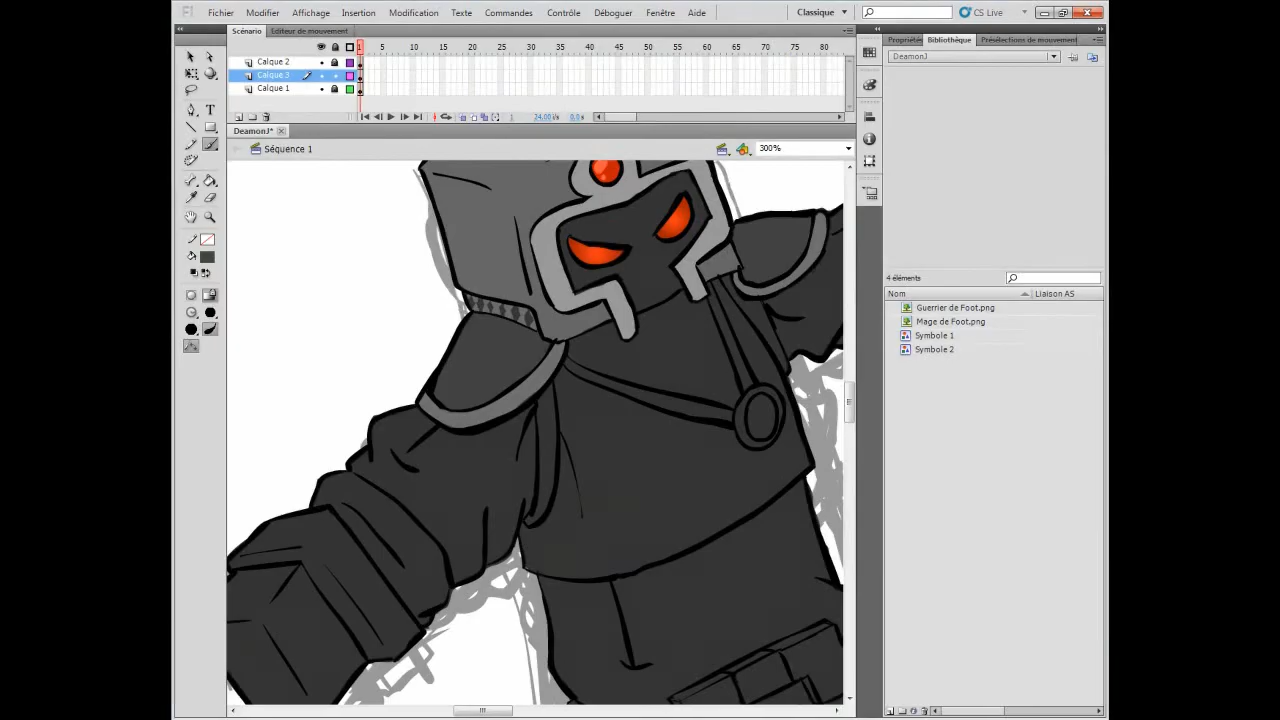 Fl Fichier Modifier Affichage Insertion Modification Texte Commandes Contrôle Déboguer Fenêtre Aide Classique CS Live
Scénario Editeur de mouvement
1 5 10 15 20 25 30 35 40 45 50 55 60 65 70 75 80
Calque 2
Calque 3
Calque 1
1 24.00 i/s 0.0 s
DeamonJ*
Séquence 1 300%
Propriétés Bibliothèque Présélections de mouvement
DeamonJ
4 éléments
Nom Liaison AS
Guerrier de Foot.png
Mage de Foot.png
Symbole 1
Symbole 2